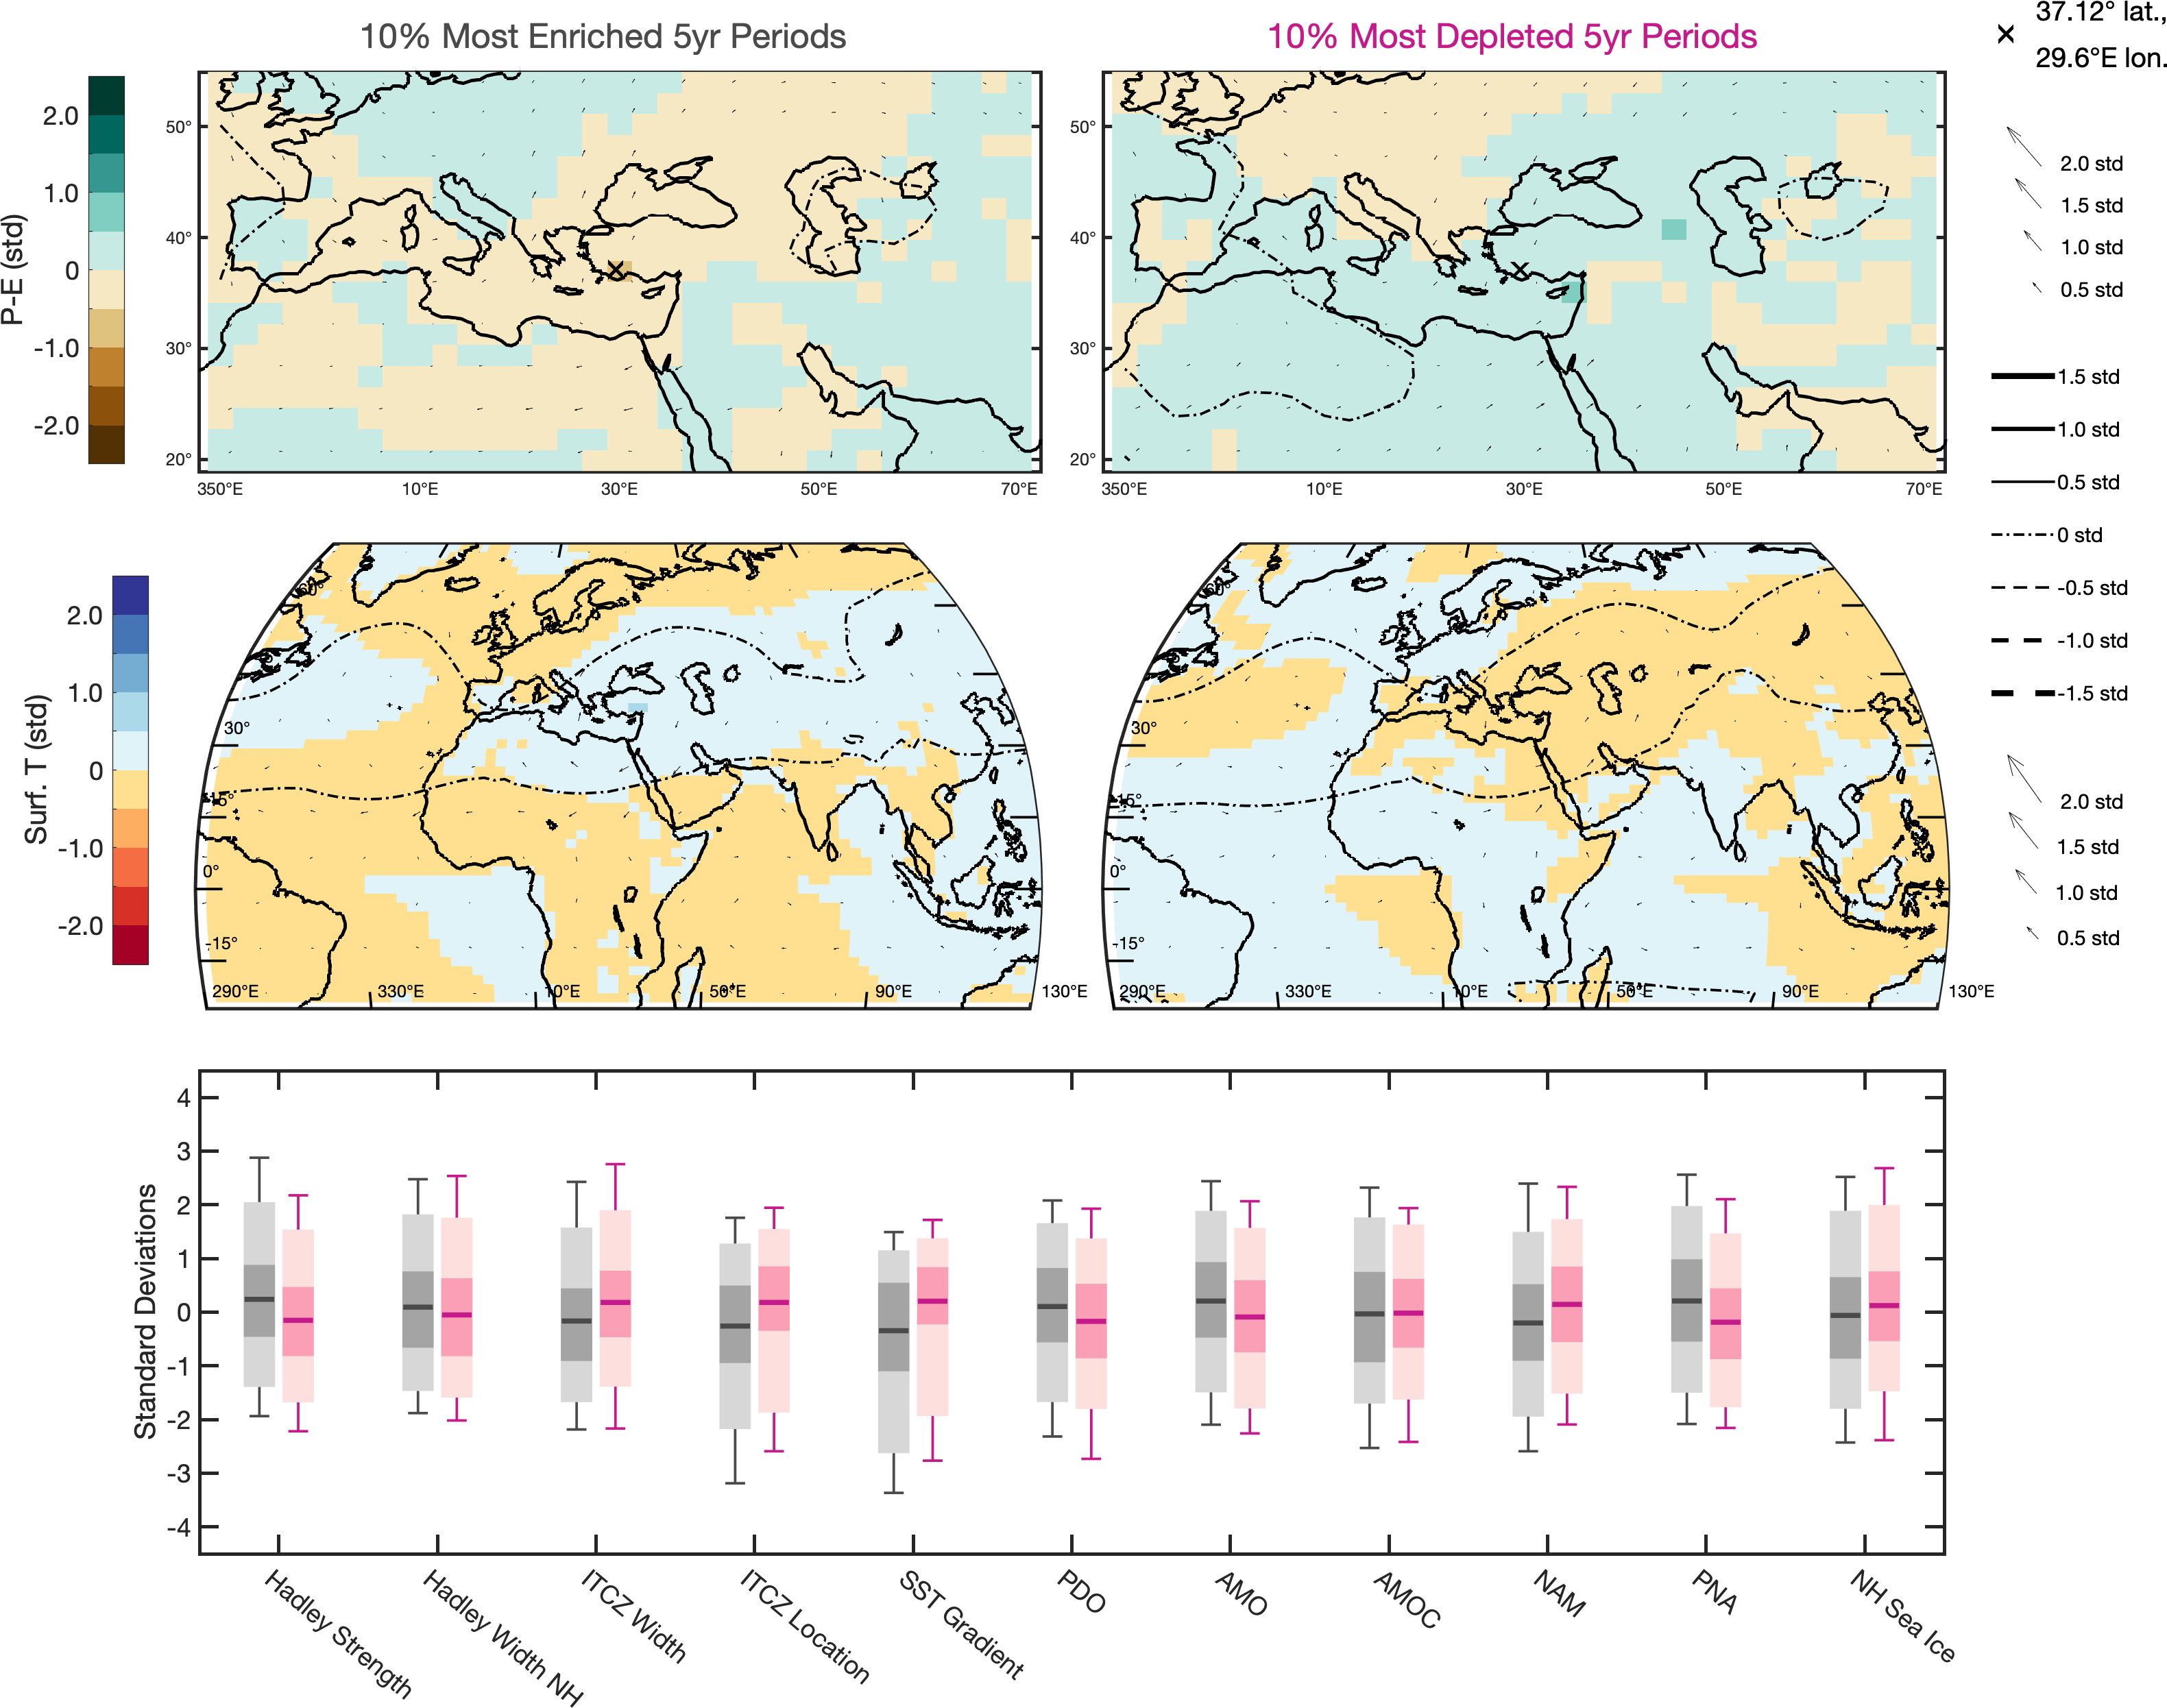 10% Most Enriched 5yr Periods
10% Most Depleted 5yr Periods
37.12° lat.,
29.6°E lon.
P-E (std)
2.0
1.0
0
-1.0
-2.0
50°
40°
30°
20°
350°E
10°E
30°E
50°E
70°E
50°
40°
30°
20°
350°E
10°E
30°E
50°E
70°E
2.0 std
1.5 std
1.0 std
0.5 std
1.5 std
1.0 std
0.5 std
0 std
-0.5 std
-1.0 std
-1.5 std
2.0 std
1.5 std
1.0 std
0.5 std
Surf. T (std)
2.0
1.0
0
-1.0
-2.0
60°
30°
15°
0°
-15°
290°E
330°E
10°E
50°E
90°E
130°E
60°
30°
15°
0°
-15°
290°E
330°E
10°E
50°E
90°E
130°E
Standard Deviations
4
3
2
1
0
-1
-2
-3
-4
Hadley Strength
Hadley Width NH
ITCZ Width
ITCZ Location
SST Gradient
PDO
AMO
AMOC
NAM
PNA
NH Sea Ice